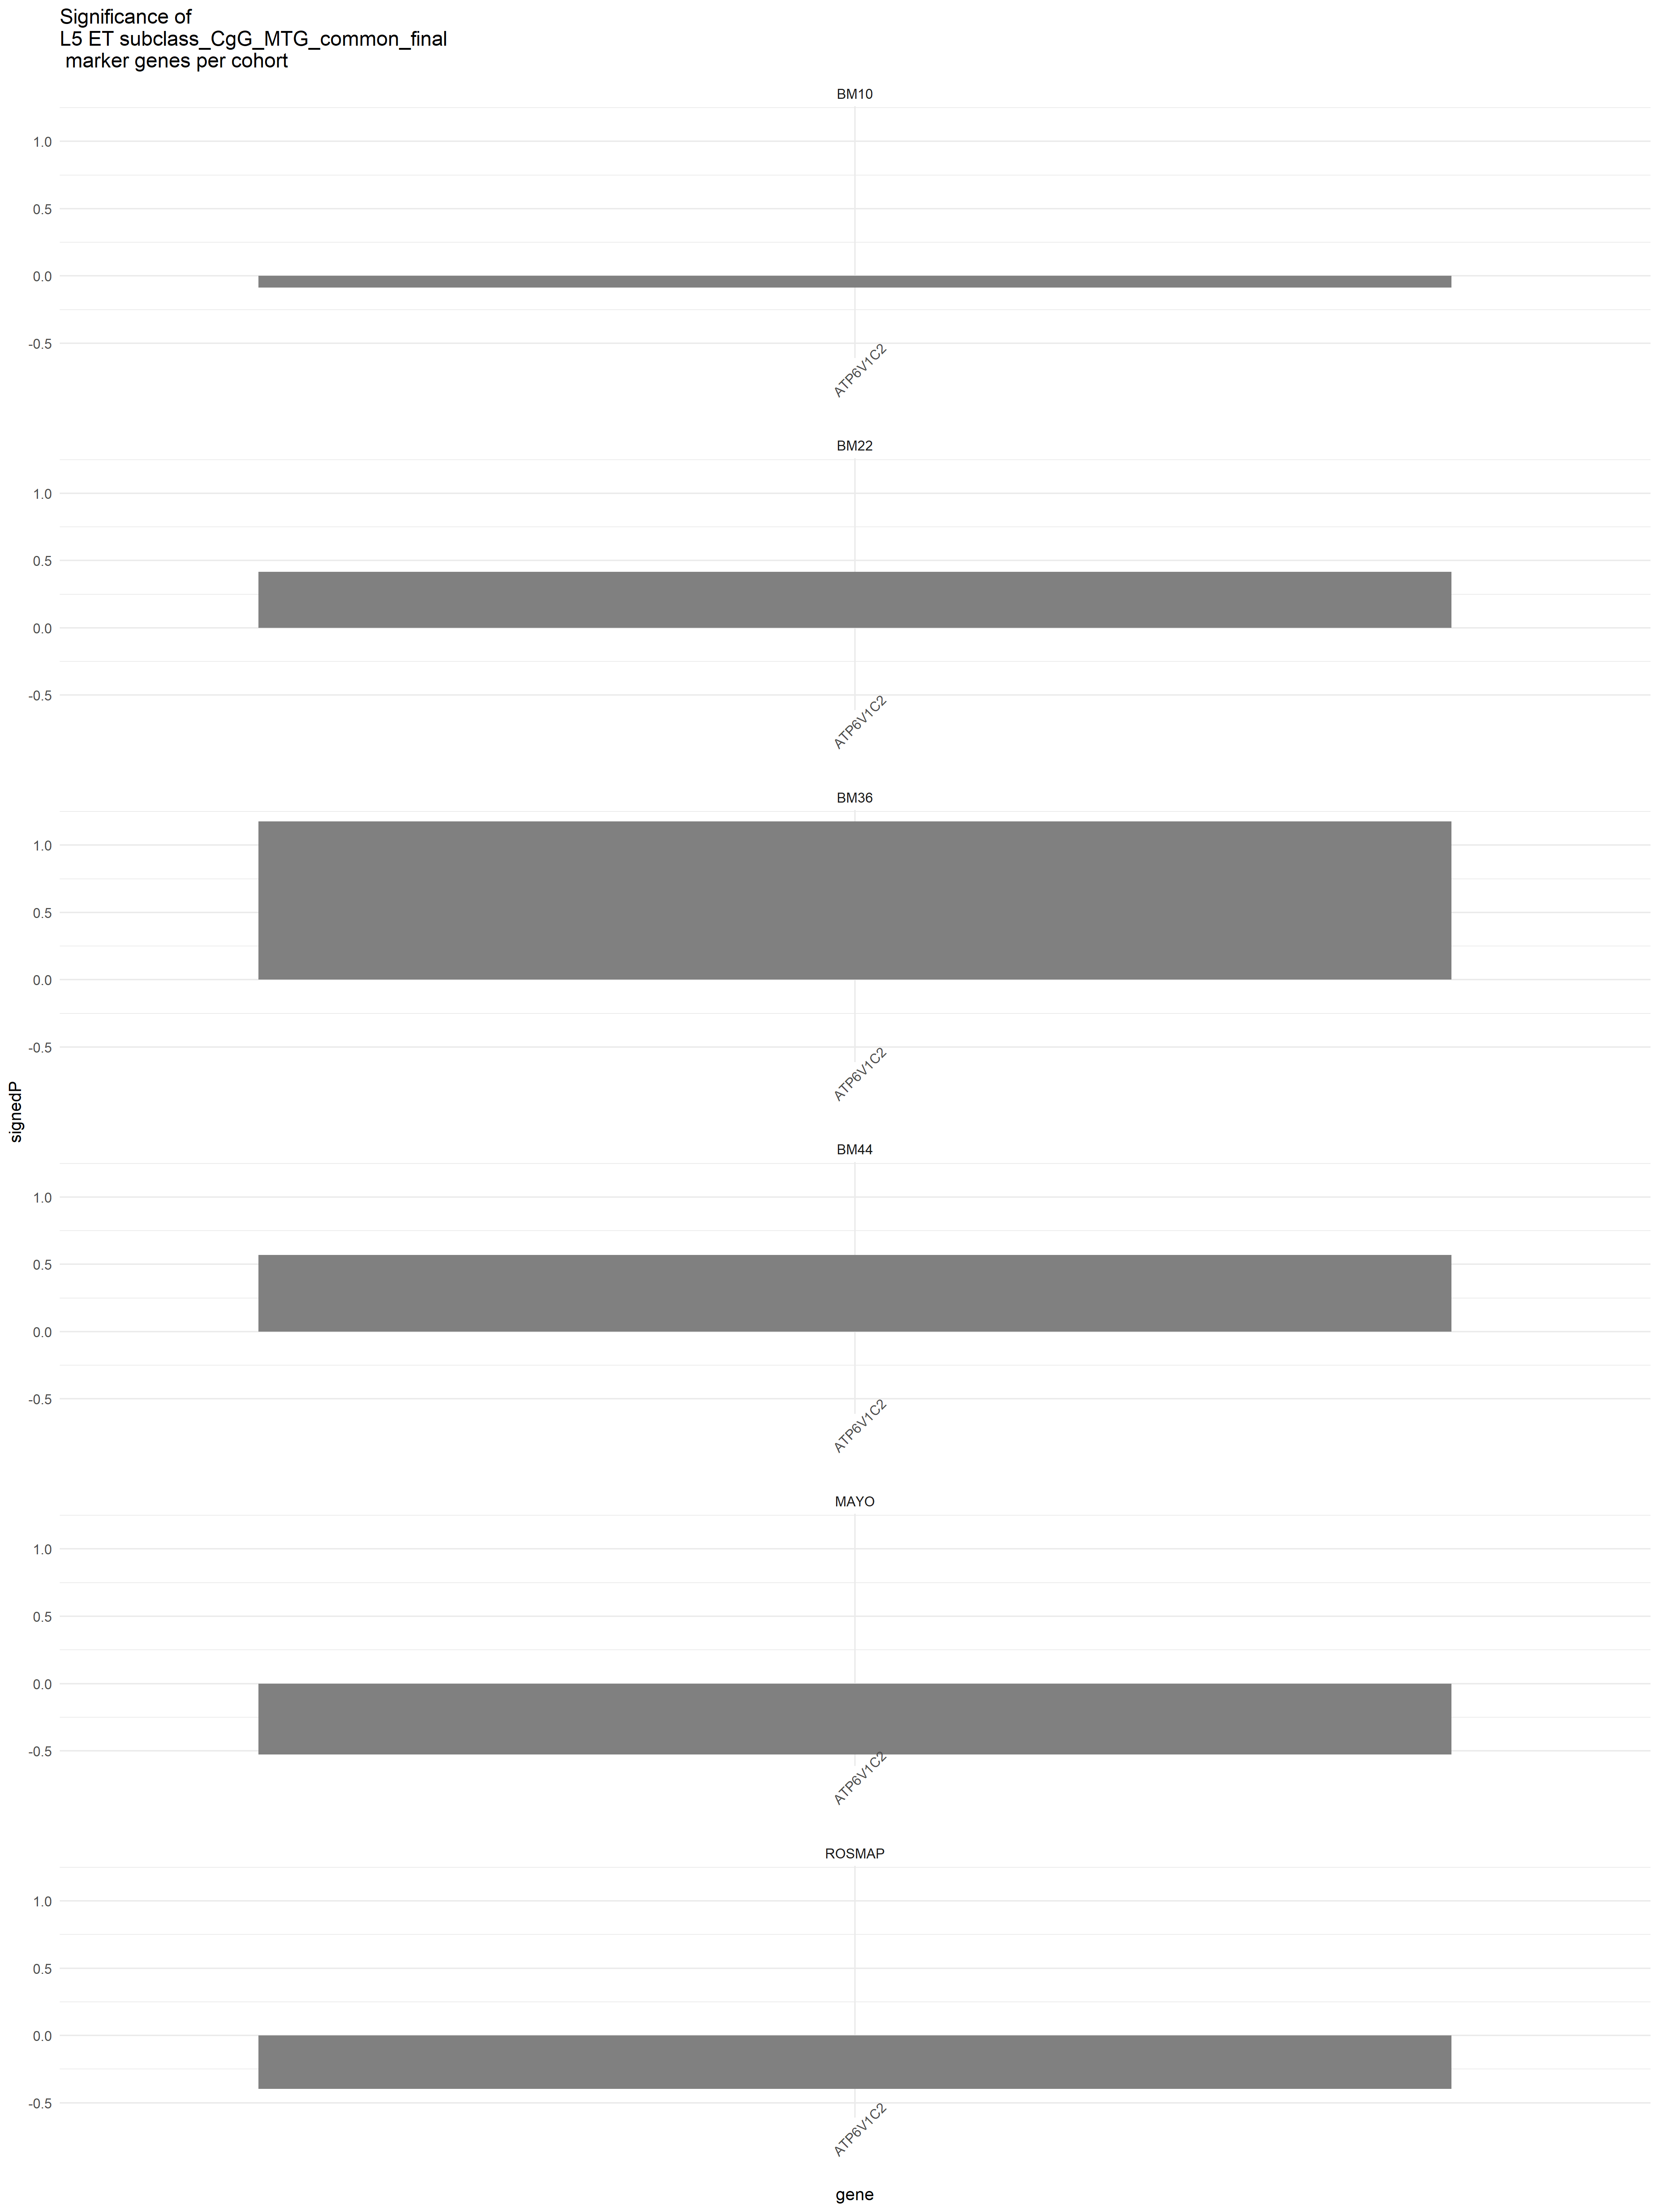 Significance of
L5 ET subclass_CgG_MTG_common_final
marker genes per cohort
BM10
1.0
0.5
0.0
-0.5
ATP6V1C2
BM22
1.0
0.5
0.0
-0.5
ATP6V1C2
BM36
1.0
0.5
0.0
-0.5
ATP6V1C2
signedP
BM44
1.0
0.5
0.0
-0.5
ATP6V1C2
MAYO
1.0
0.5
0.0
-0.5
ATP6V1C2
ROSMAP
1.0
0.5
0.0
-0.5
ATP6V1C2
gene